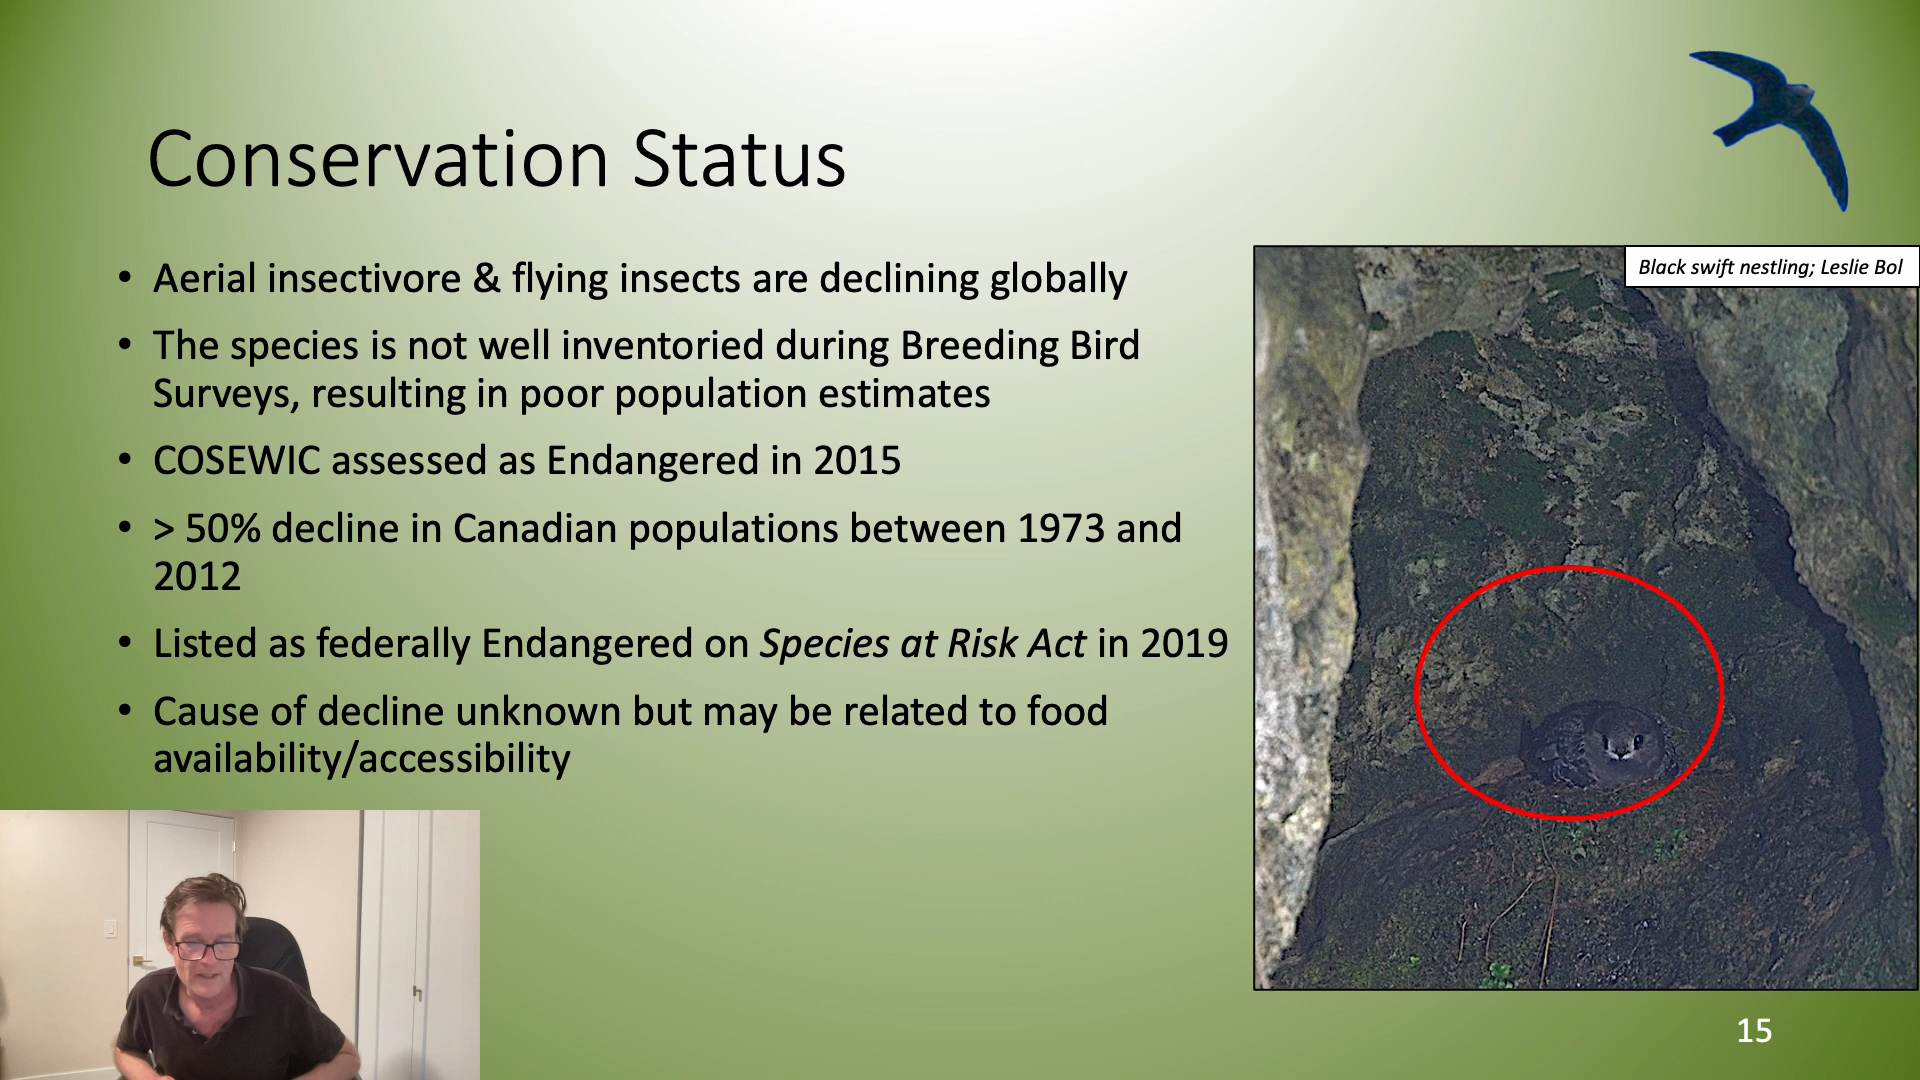 Conservation Status
• Aerial insectivore & flying insects are declining globally
• The species is not well inventoried during Breeding Bird
Surveys, resulting in poor population estimates
• COSEWIC assessed as Endangered in 2015
• > 50% decline in Canadian populations between 1973 and
2012
• Listed as federally Endangered on Species at Risk Act in 2019
• Cause of decline unknown but may be related to food
availability/accessibility
Black swift nestling; Leslie Bol
15